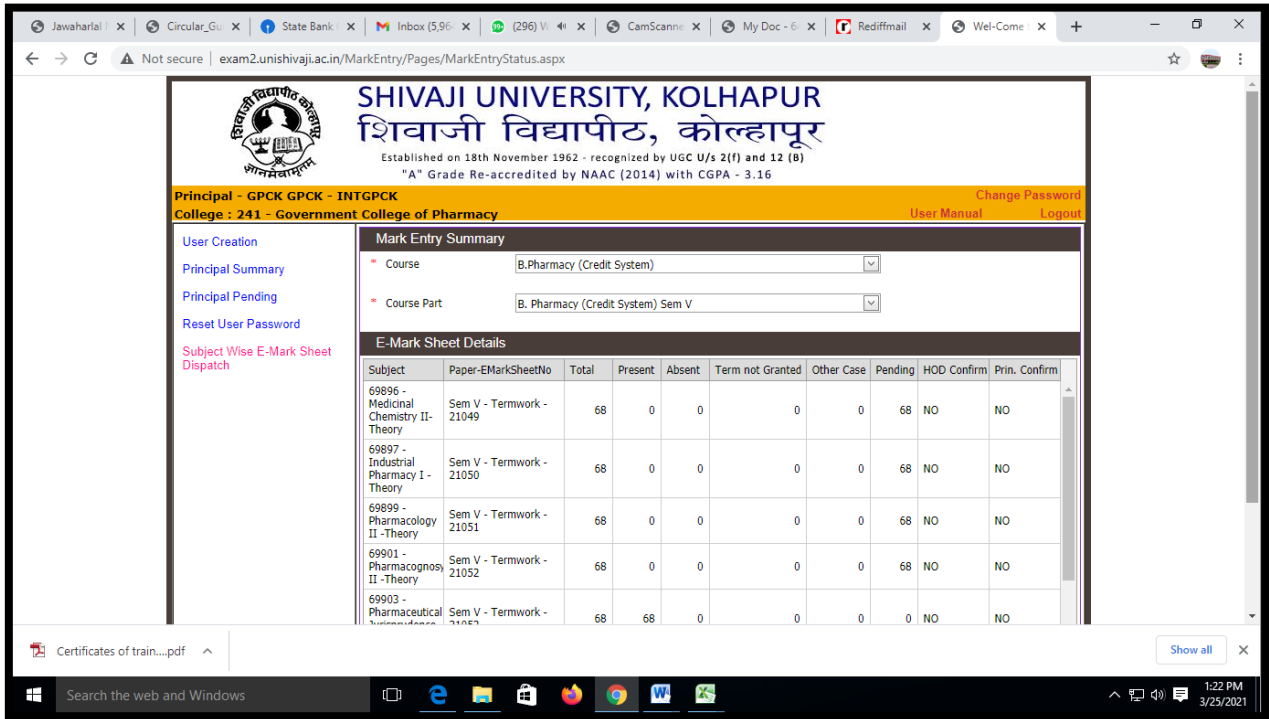 Jawaharlal
Circular_Gu
State Bank
Inbox (5,96
(296) W
CamScanne
My Doc - 6
Rediffmail
Wel-Come
Not secure | exam2.unishivaji.ac.in/MarkEntry/Pages/MarkEntryStatus.aspx
शिवाजी विद्यापीठ कोल्हापूर
ज्ञानमेवामृतम
SHIVAJI UNIVERSITY, KOLHAPUR
शिवाजी विद्यापीठ, कोल्हापूर
Established on 18th November 1962 - recognized by UGC U/s 2(f) and 12 (B)
"A" Grade Re-accredited by NAAC (2014) with CGPA - 3.16
Principal - GPCK GPCK - INTGPCK Change Password
College : 241 - Government College of Pharmacy User Manual Logout
User Creation
Principal Summary
Principal Pending
Reset User Password
Subject Wise E-Mark Sheet
Dispatch
Mark Entry Summary
* Course B.Pharmacy (Credit System)
* Course Part B. Pharmacy (Credit System) Sem V
E-Mark Sheet Details
Subject Paper-EMarkSheetNo Total Present Absent Term not Granted Other Case Pending HOD Confirm Prin. Confirm
69896 -
Medicinal
Chemistry II-
Theory
Sem V - Termwork -
21049
68 0 0 0 0 68 NO NO
69897 -
Industrial
Pharmacy I -
Theory
Sem V - Termwork -
21050
68 0 0 0 0 68 NO NO
69899 -
Pharmacology
II -Theory
Sem V - Termwork -
21051
68 0 0 0 0 68 NO NO
69901 -
Pharmacognosy
II -Theory
Sem V - Termwork -
21052
68 0 0 0 0 68 NO NO
69903 -
Pharmaceutical
Sem V - Termwork -
68 68 0 0 0 0 NO NO
Certificates of train....pdf
Show all
Search the web and Windows
1:22 PM
3/25/2021